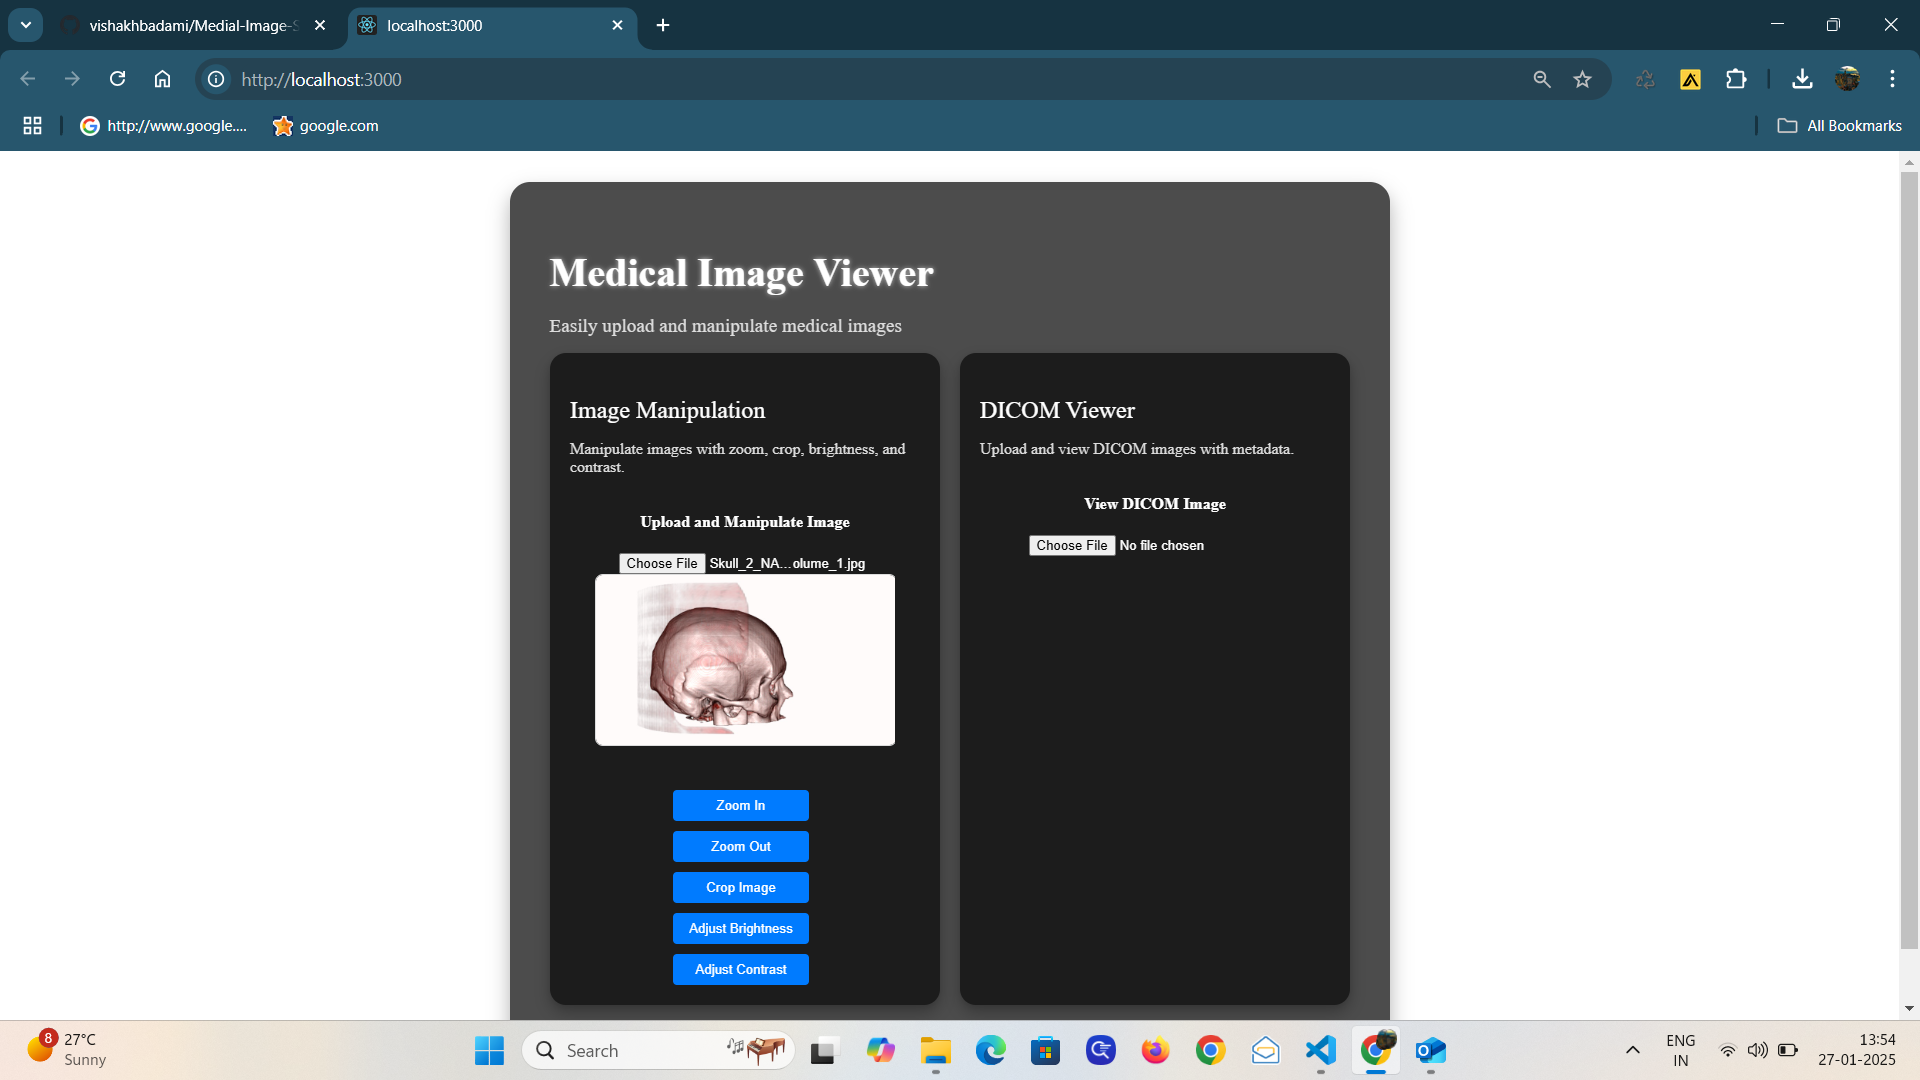 vishakhbadami/Medial-Image-S
localhost:3000
http://localhost:3000
http://www.google....
google.com
All Bookmarks
Medical Image Viewer
Easily upload and manipulate medical images
Image Manipulation
Manipulate images with zoom, crop, brightness, and
contrast.
Upload and Manipulate Image
Choose File Skull_2_NA...olume_1.jpg
Zoom In
Zoom Out
Crop Image
Adjust Brightness
Adjust Contrast
DICOM Viewer
Upload and view DICOM images with metadata.
View DICOM Image
Choose File No file chosen
8
27°C
Sunny
Search
ENG
IN
13:54
27-01-2025